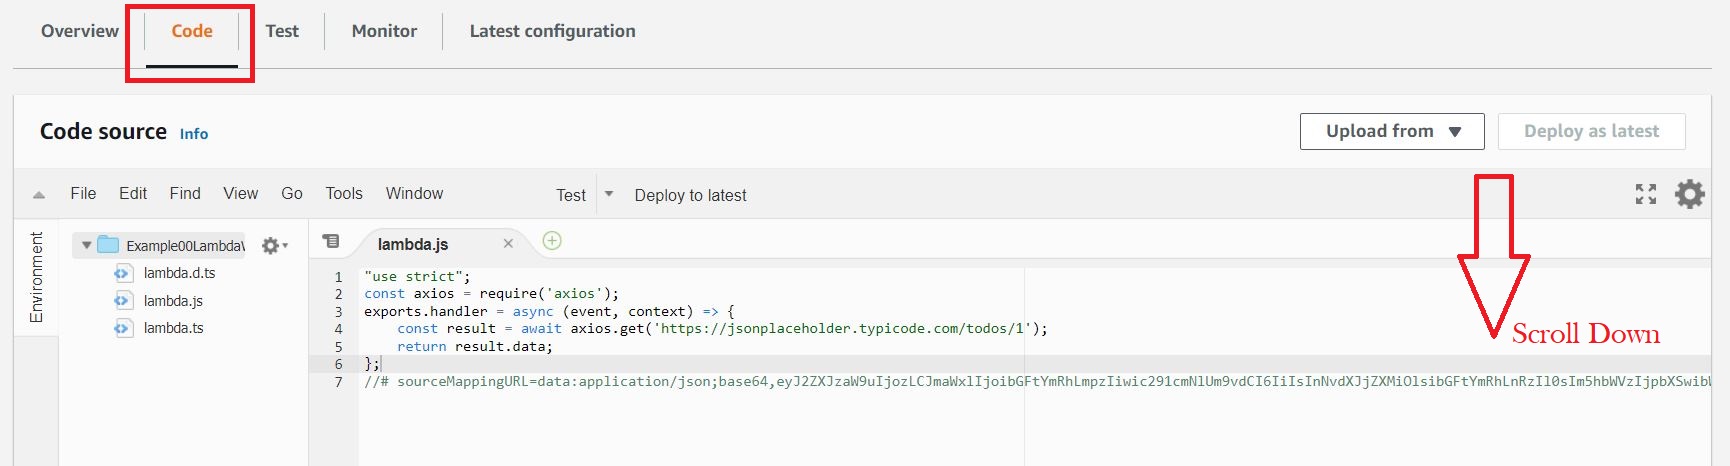 Overview Code Test Monitor Latest configuration
Code source Info Upload from Deploy as latest
File Edit Find View Go Tools Window Test Deploy to latest
Environment
Example00LambdaV
lambda.d.ts
lambda.js
lambda.ts
lambda.js
1 "use strict";
2 const axios = require('axios');
3 exports.handler = async (event, context) => {
4 const result = await axios.get('https://jsonplaceholder.typicode.com/todos/1');
5 return result.data;
6 };
7 //# sourceMappingURL=data:application/json;base64,eyJ2ZXJzaW9uIjozLCJmaWxlIjoibGFtYmRhLmpzIiwic291cmNlUm9vdCI6IiIsInNvdXJjZXMiOlsibGFtYmRhLnRzIl0sIm5hbWVzIjpbXSwibW
Scroll Down